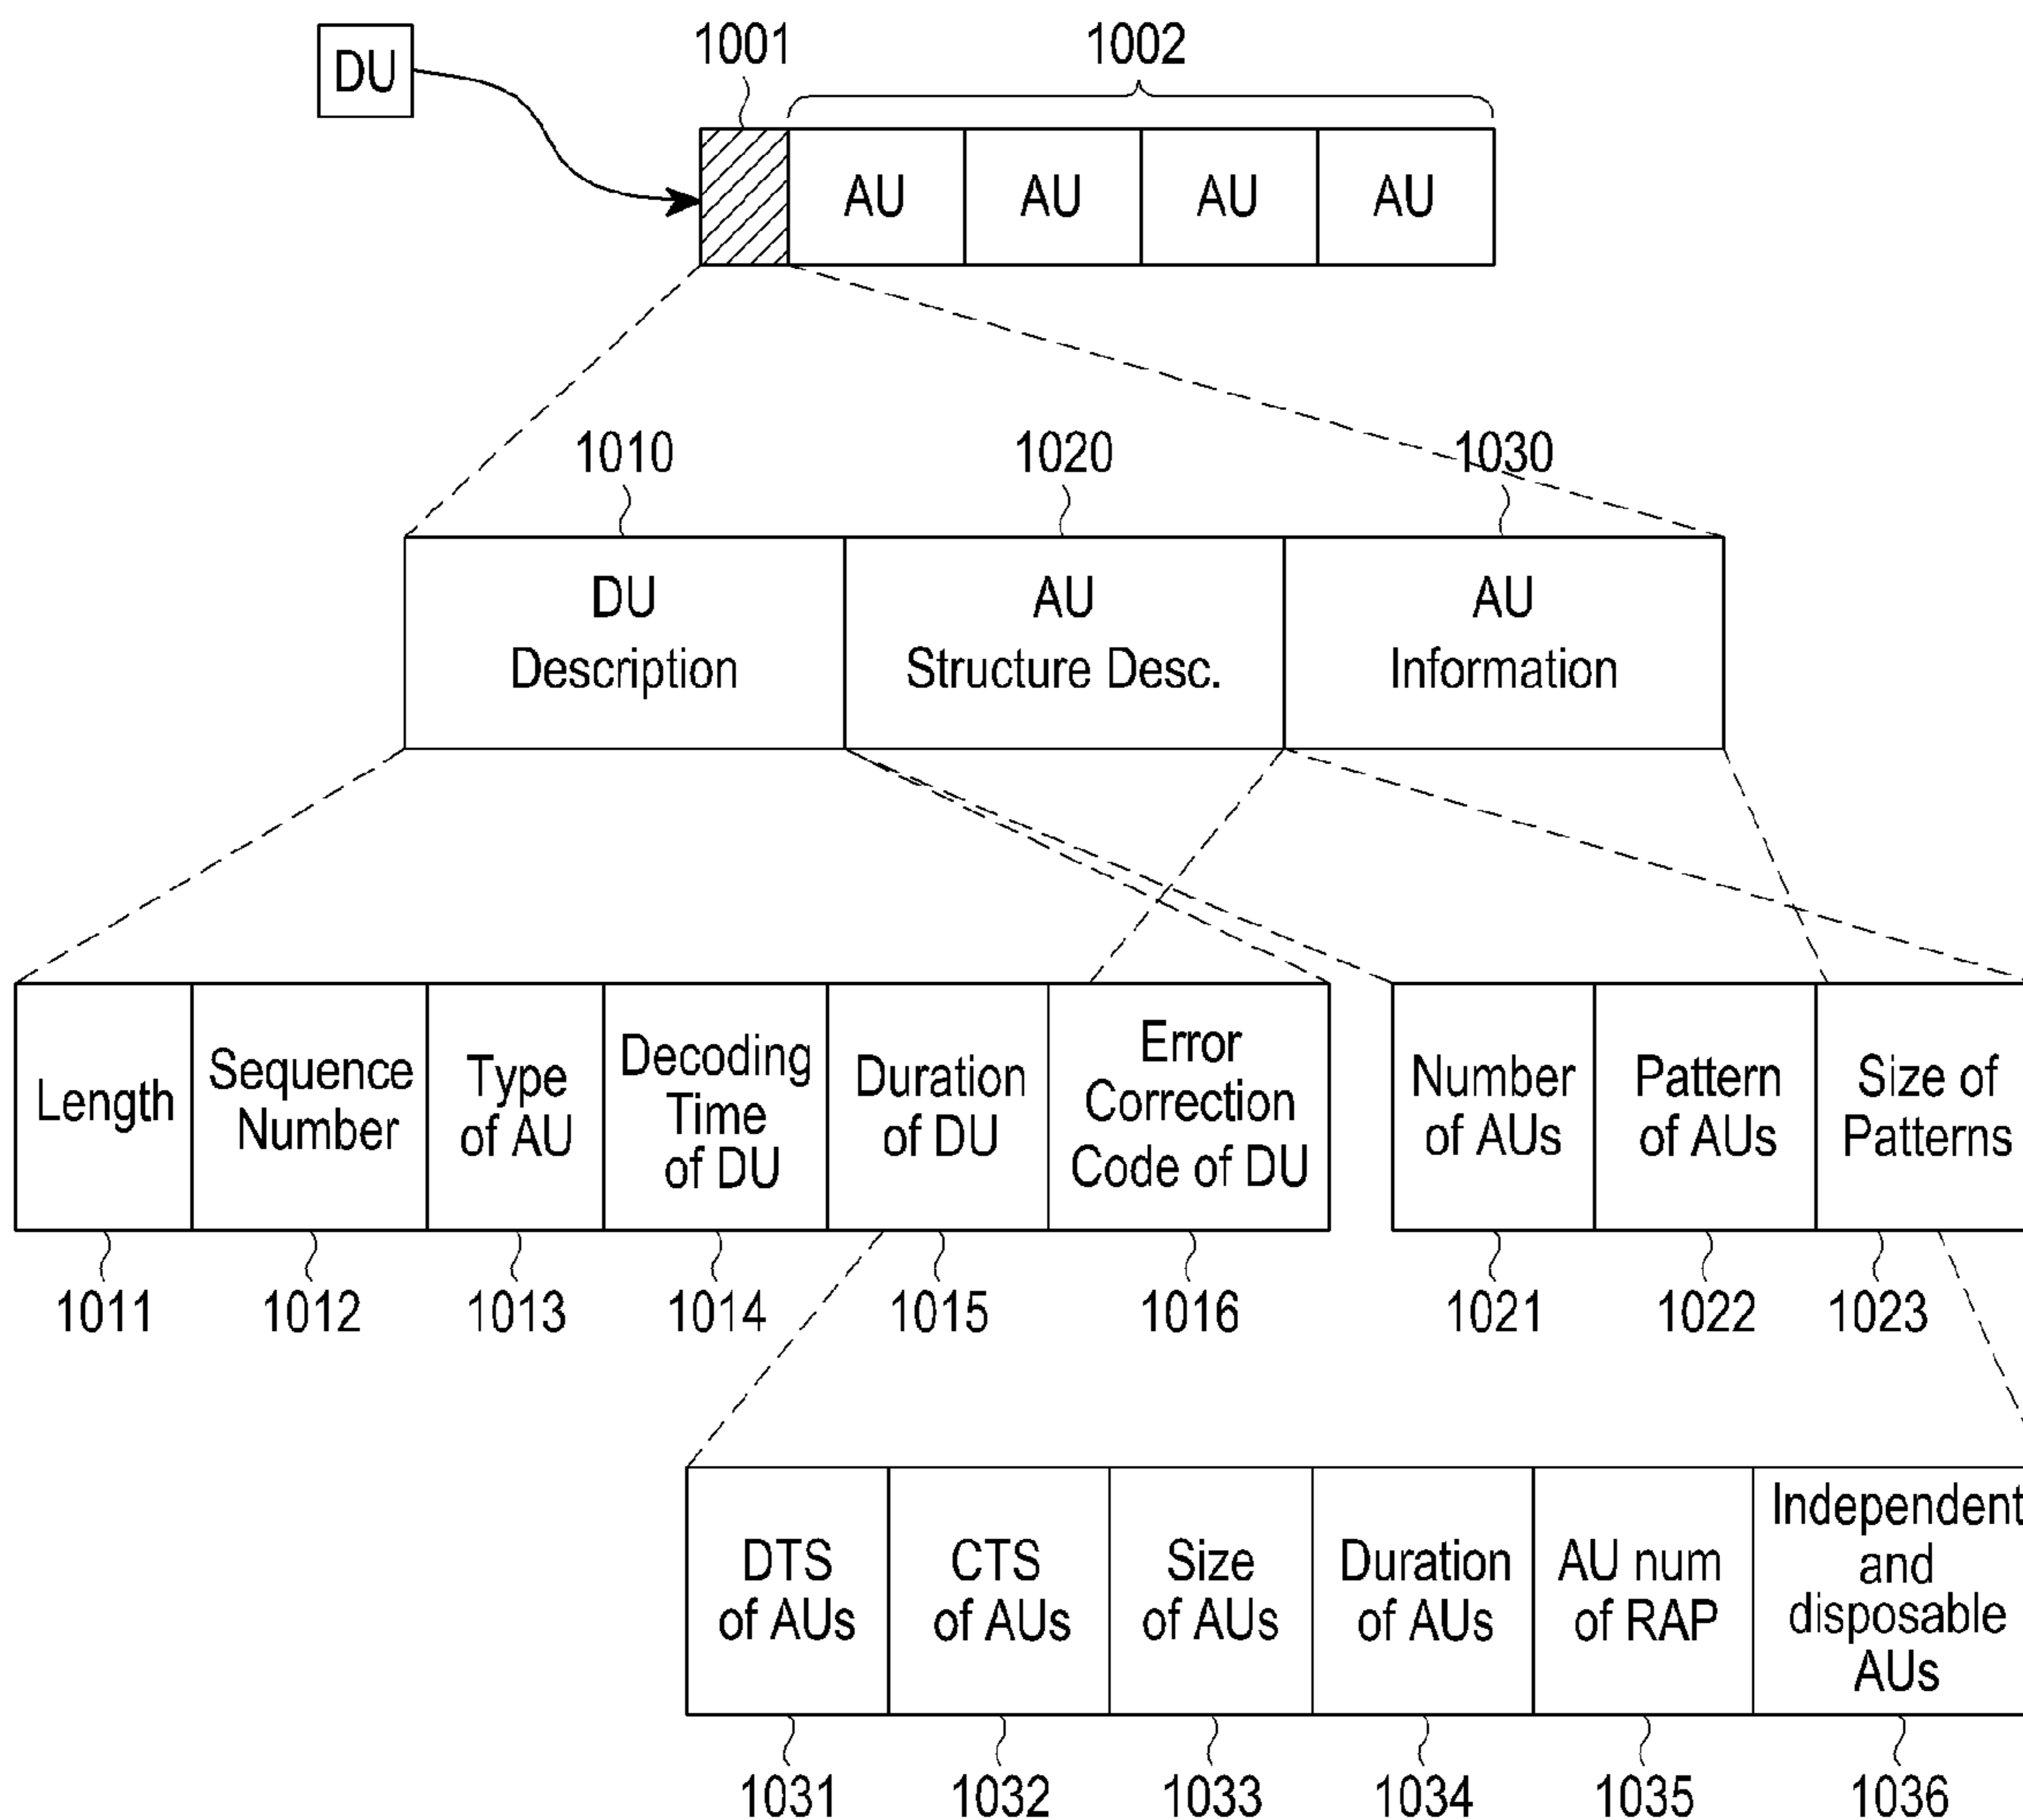 DU
1001
1002
AU
AU
AU
AU
1010
1020
1030
DU
Description
AU
Structure Desc.
AU
Information
Length
Sequence
Number
Type
of AU
Decoding
Time
of DU
Duration
of DU
Error
Correction
Code of DU
Number
of AUs
Pattern
of AUs
Size of
Patterns
1011
1012
1013
1014
1015
1016
1021
1022
1023
DTS
of AUs
CTS
of AUs
Size
of AUs
Duration
of AUs
AU num
of RAP
Independent
and
disposable
AUs
1031
1032
1033
1034
1035
1036